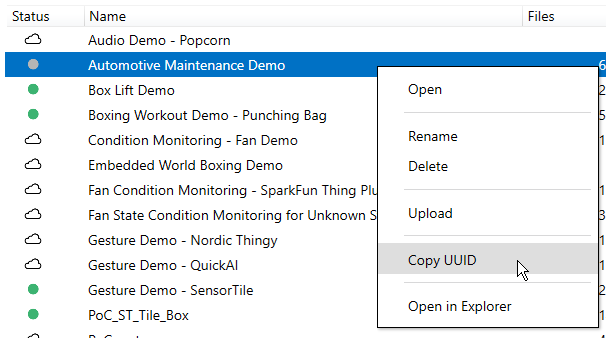 Status Name Files
Audio Demo - Popcorn
Automotive Maintenance Demo 6
Box Lift Demo 2
Boxing Workout Demo - Punching Bag 5
Condition Monitoring - Fan Demo 1
Embedded World Boxing Demo
Fan Condition Monitoring - SparkFun Thing Plu 1
Fan State Condition Monitoring for Unknown S 3
Gesture Demo - Nordic Thingy 1
Gesture Demo - QuickAI 1
Gesture Demo - SensorTile 2
PoC_ST_Tile_Box 1
Open
Rename
Delete
Upload
Copy UUID
Open in Explorer